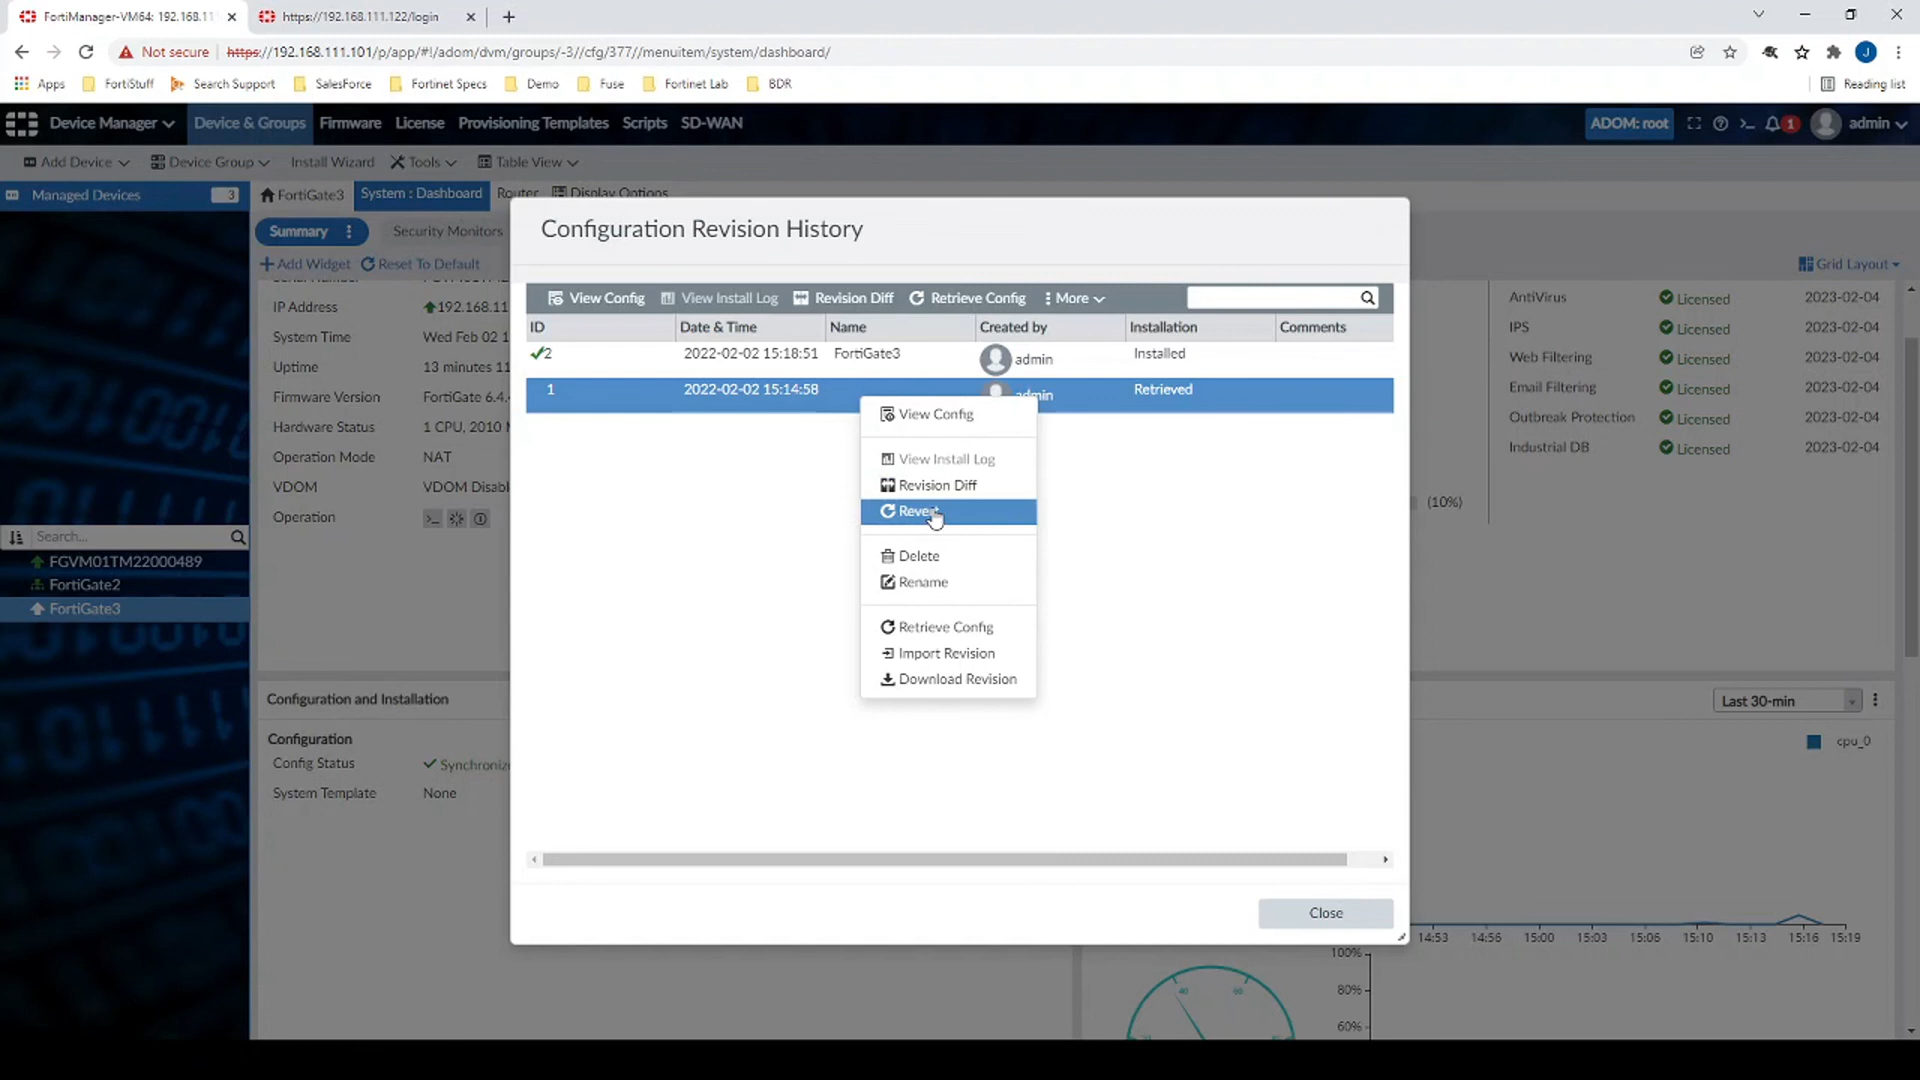 FortiManager-VM64: 192.168.11
https://192.168.111.122/login
Not secure
https://192.168.111.101/p/app/#!/adom/dvm/groups/-3//cfg/377//menuitem/system/dashboard/
J
Apps
FortiStuff
Search Support
SalesForce
Fortinet Specs
Demo
Fuse
Fortinet Lab
BDR
Reading list
Device Manager
Device & Groups
Firmware
License
Provisioning Templates
Scripts
SD-WAN
ADOM: root
1
admin
Add Device
Device Group
Install Wizard
Tools
Table View
Managed Devices
3
FortiGate3
System : Dashboard
Router
Display Options
Summary
Security Monitors
Add Widget
Reset To Default
Grid Layout
IP Address
192.168.11
System Time
Wed Feb 02 1
Uptime
13 minutes 11
Firmware Version
FortiGate 6.4.
Hardware Status
1 CPU, 2010 M
Operation Mode
NAT
VDOM
VDOM Disabl
Operation
Search...
FGVM01TM22000489
FortiGate2
FortiGate3
Configuration and Installation
Configuration
Config Status
Synchroniz
System Template
None
Configuration Revision History
View Config
View Install Log
Revision Diff
Retrieve Config
More
ID
Date & Time
Name
Created by
Installation
Comments
2
2022-02-02 15:18:51
FortiGate3
admin
Installed
1
2022-02-02 15:14:58
admin
Retrieved
View Config
View Install Log
Revision Diff
Delete
Rename
Retrieve Config
Import Revision
Download Revision
Close
AntiVirus
Licensed
2023-02-04
IPS
Licensed
2023-02-04
Web Filtering
Licensed
2023-02-04
Email Filtering
Licensed
2023-02-04
Outbreak Protection
Licensed
2023-02-04
Industrial DB
Licensed
2023-02-04
(10%)
Last 30-min
cpu_0
14:53
14:56
15:00
15:03
15:06
15:10
15:13
15:16
15:19
100%
80%
60%
40
60